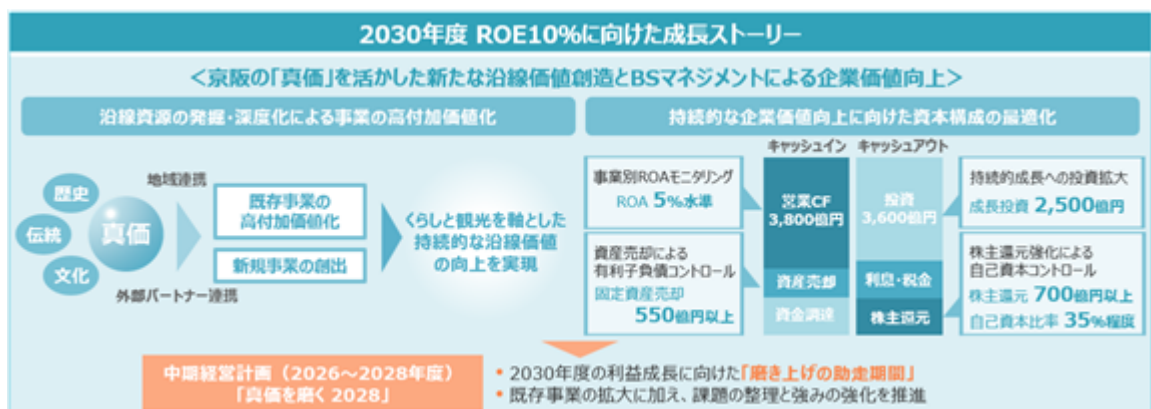 2030年度 ROE10%に向けた成長ストーリー
＜京阪の「真価」を活かした新たな沿線価値創造とBSマネジメントによる企業価値向上＞
沿線資源の発掘・深度化による事業の高付加価値化
歴史
伝統
文化
真価
地域連携
外部パートナー連携
既存事業の
高付加価値化
新規事業の創出
くらしと観光を軸とした
持続的な沿線価値
の向上を実現
持続的な企業価値向上に向けた資本構成の最適化
キャッシュイン キャッシュアウト
事業別ROAモニタリング
ROA 5%水準
資産売却による
有利子負債コントロール
固定資産売却
550億円以上
営業CF
3,800億円
資産売却
資金調達
投資
3,600億円
利息・税金
株主還元
持続的成長への投資拡大
成長投資 2,500億円
株主還元強化による
自己資本コントロール
株主還元 700億円以上
自己資本比率 35%程度
中期経営計画（2026～2028年度）
「真価を磨く 2028」
• 2030年度の利益成長に向けた「磨き上げの助走期間」
• 既存事業の拡大に加え、課題の整理と強みの強化を推進